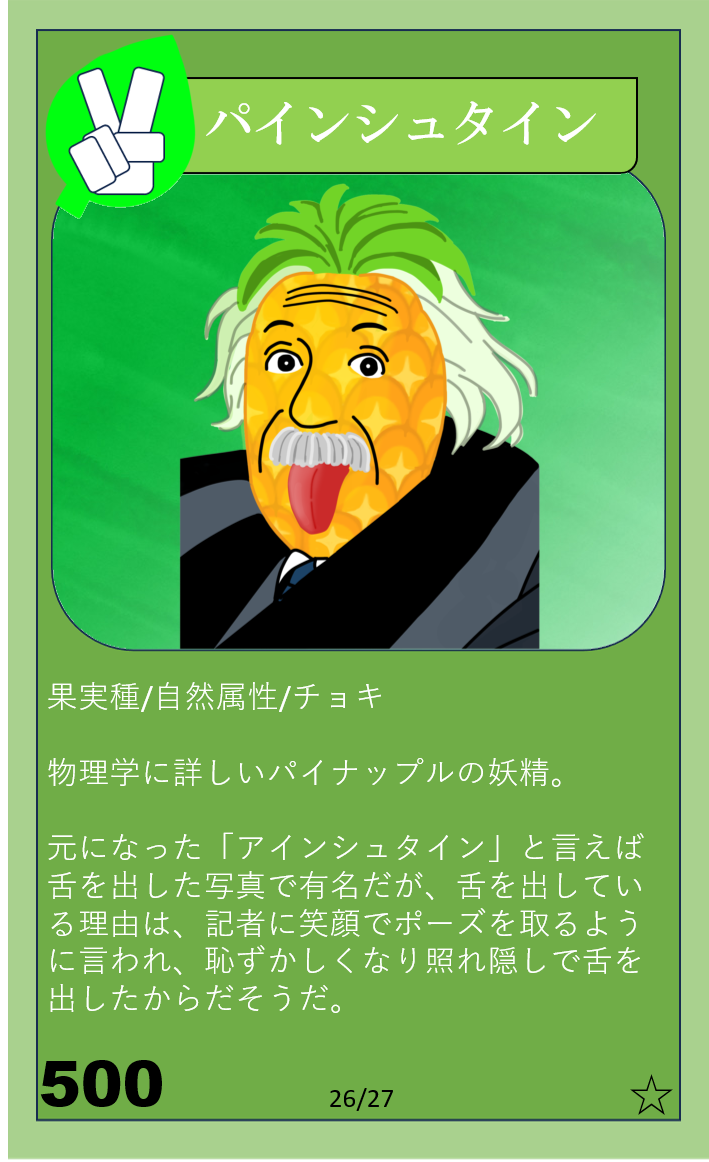 パインシュタイン
果実種/自然属性/チョキ
物理学に詳しいパイナップルの妖精。
元になった「アインシュタイン」と言えば
舌を出した写真で有名だが、舌を出してい
る理由は、記者に笑顔でポーズを取るよう
に言われ、恥ずかしくなり照れ隠しで舌を
出したからだそうだ。
500
26/27
☆